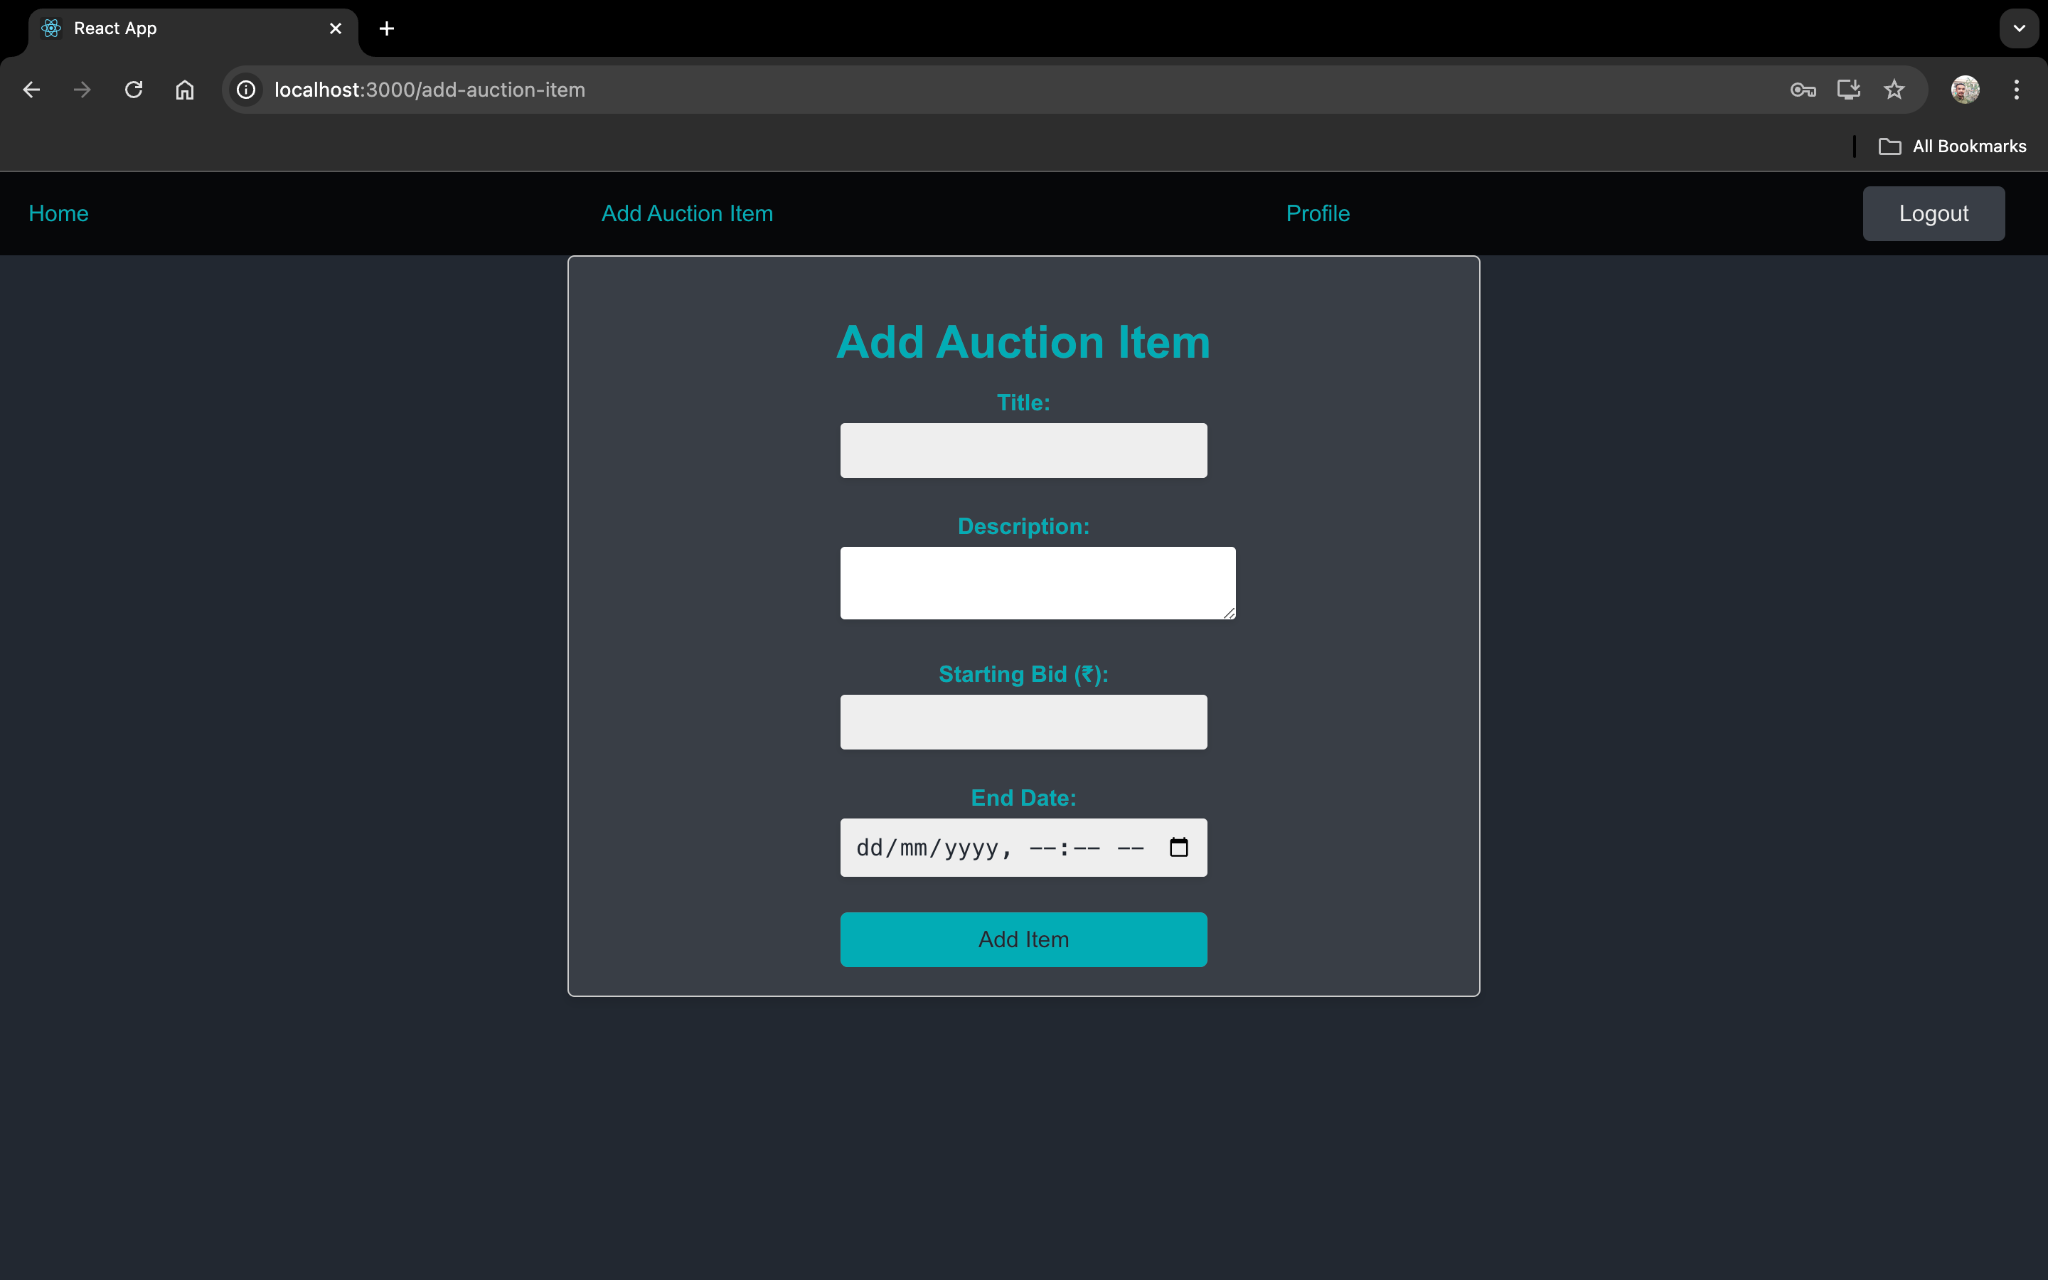 React App
localhost:3000/add-auction-item
All Bookmarks
Home Add Auction Item Profile Logout
Add Auction Item
Title:
Description:
Starting Bid (₹):
End Date:
dd/mm/yyyy, --:-- --
Add Item